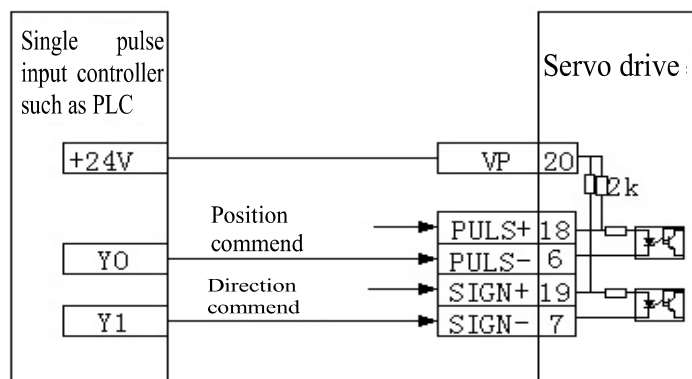 Single pulse
input controller
such as PLC
Servo drive
+24V
VP 20
2k
Position
commend
PULS+ 18
Y0
PULS- 6
Direction
commend
SIGN+ 19
Y1
SIGN- 7